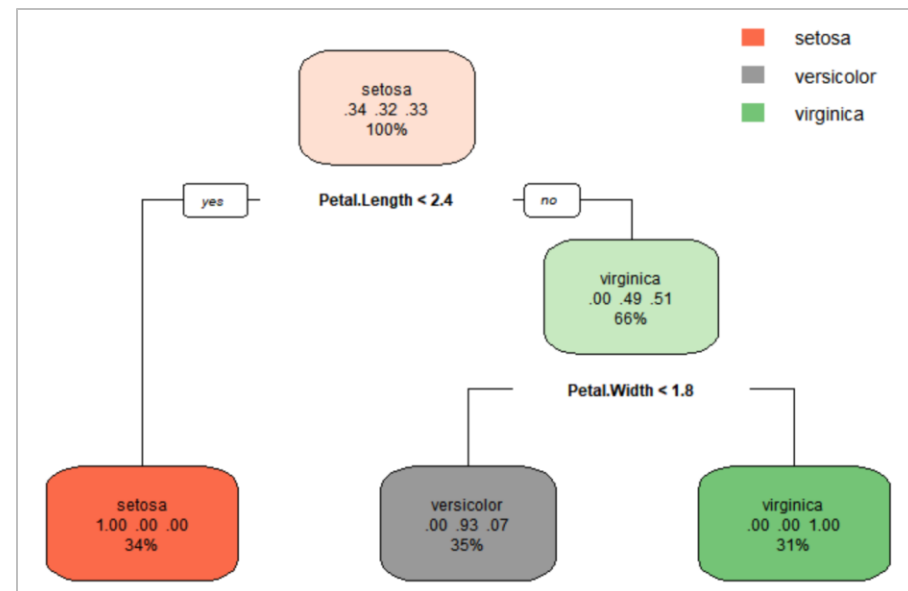 setosa
versicolor
virginica
setosa
.34 .32 .33
100%
yes
Petal.Length < 2.4
no
virginica
.00 .49 .51
66%
Petal.Width < 1.8
setosa
1.00 .00 .00
34%
versicolor
.00 .93 .07
35%
virginica
.00 .00 1.00
31%